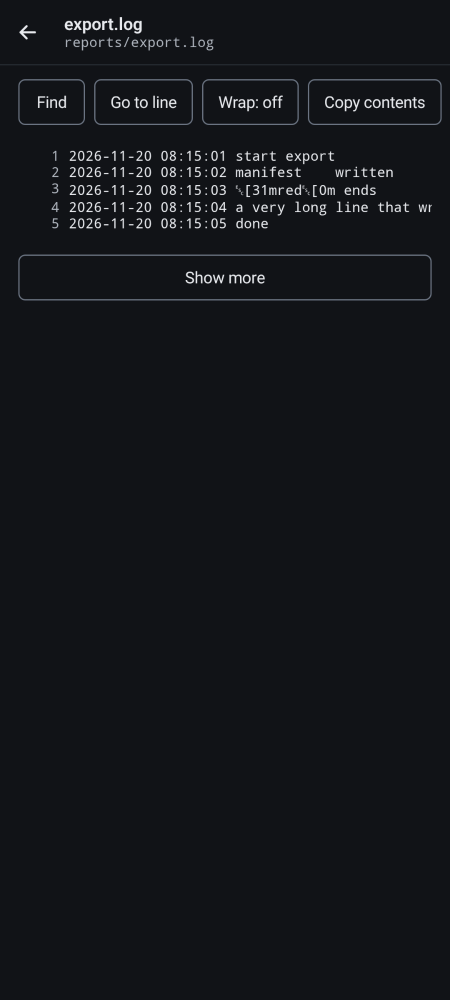 export.log
reports/export.log
Find
Go to line
Wrap: off
Copy contents
1 2026-11-20 08:15:01 start export
2 2026-11-20 08:15:02 manifest    written
3 2026-11-20 08:15:03 ␛[31mred␛[0m ends
4 2026-11-20 08:15:04 a very long line that wr
5 2026-11-20 08:15:05 done
Show more